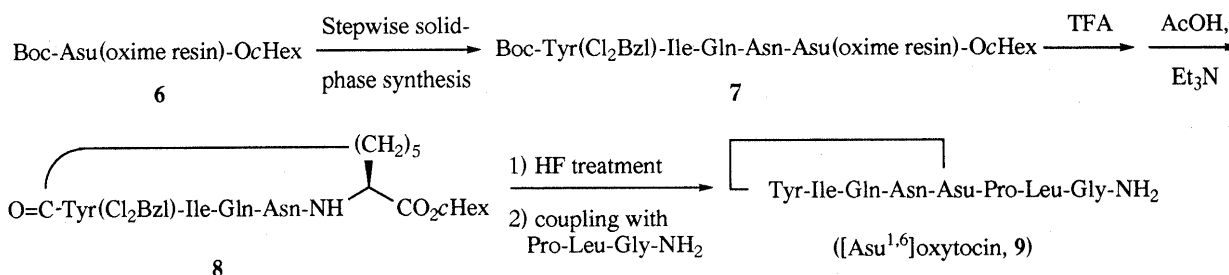 Boc-Asu(oxime resin)-OcHex
6
Stepwise solid-
phase synthesis
Boc-Tyr(Cl₂Bzl)-Ile-Gln-Asn-Asu(oxime resin)-OcHex
7
TFA
AcOH,
Et₃N
(CH₂)₅
O=C-Tyr(Cl₂Bzl)-Ile-Gln-Asn-NH
CO₂cHex
8
1) HF treatment
2) coupling with
Pro-Leu-Gly-NH₂
Tyr-Ile-Gln-Asn-Asu-Pro-Leu-Gly-NH₂
([Asu¹,⁶]oxytocin, 9)